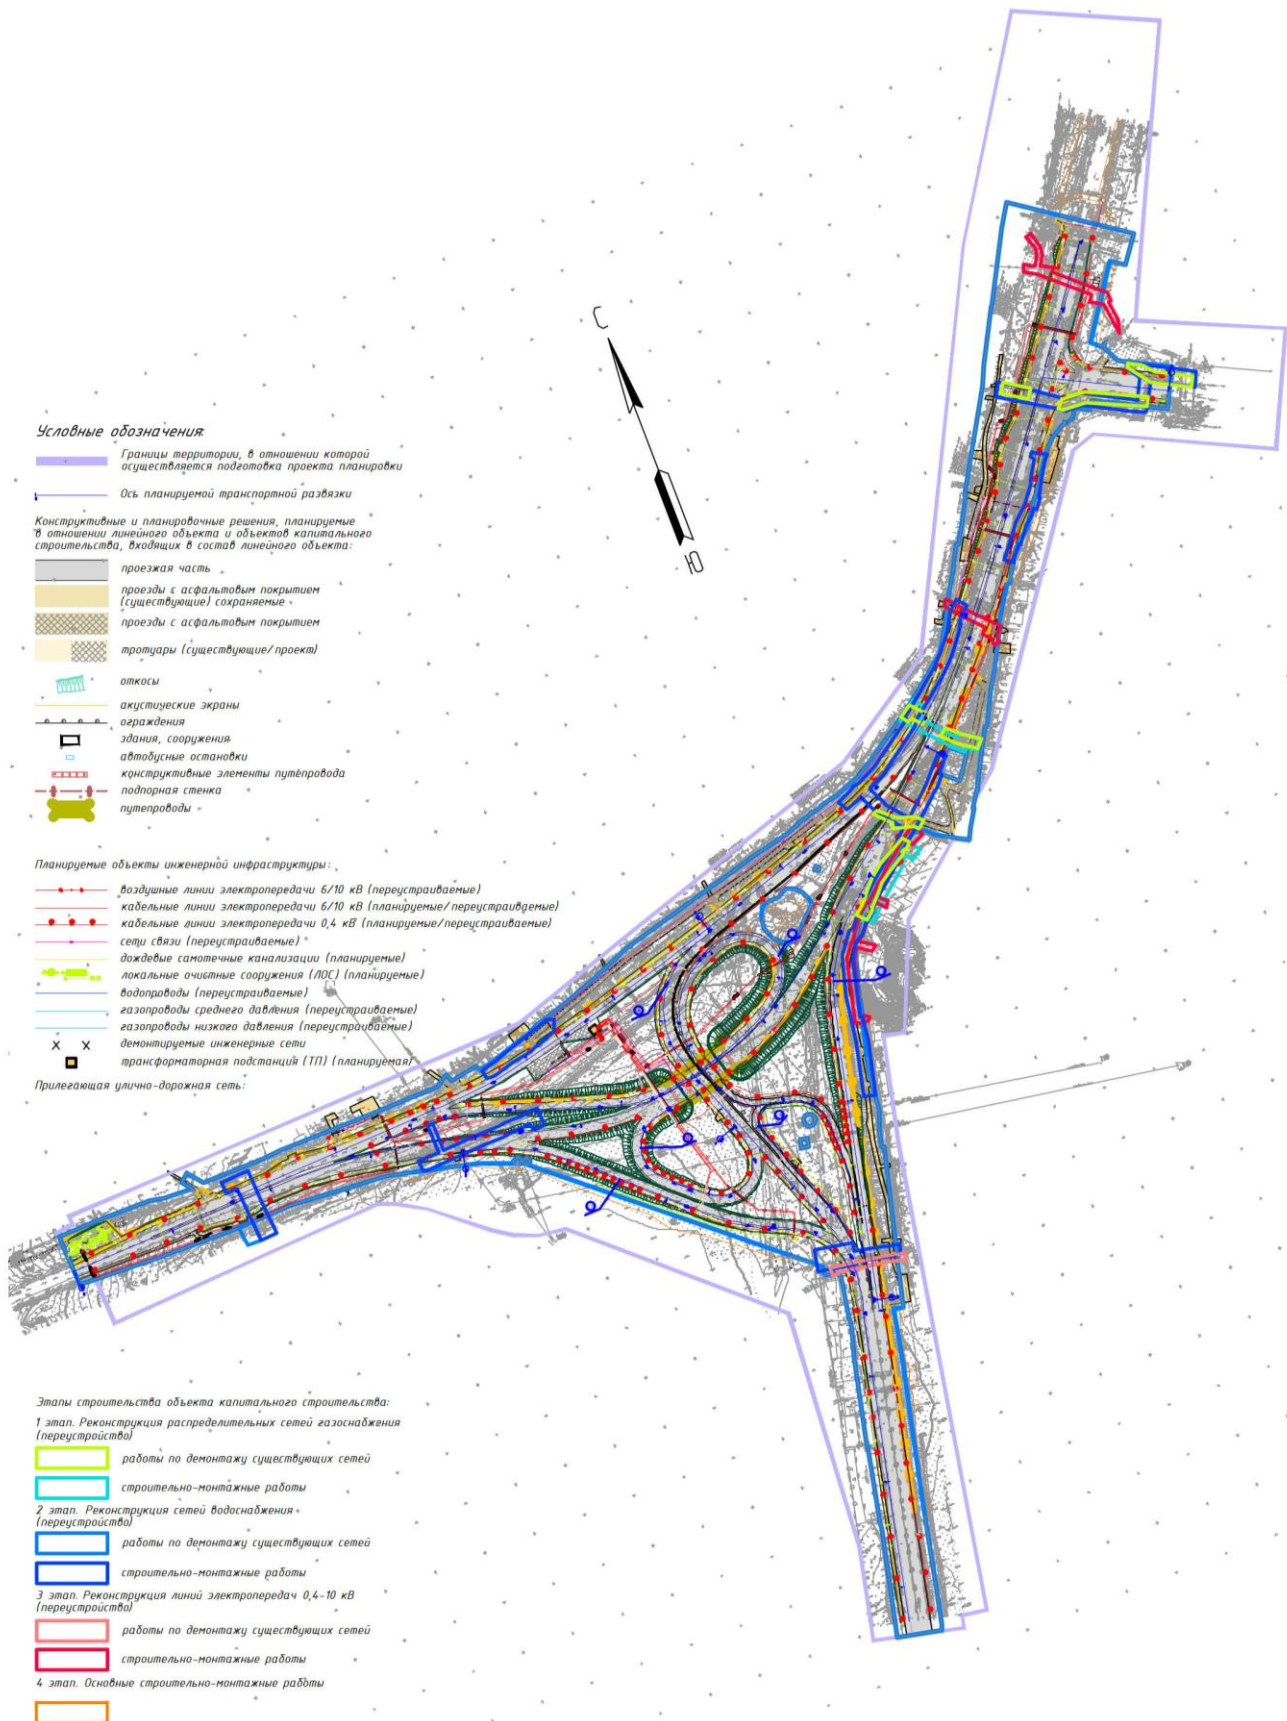 С
Ю
Условные обозначения:
Границы территории, в отношении которой
осуществляется подготовка проекта планировки
Ось планируемой транспортной развязки
Конструктивные и планировочные решения, планируемые
в отношении линейного объекта и объектов капитального
строительства, входящих в состав линейного объекта:
проезжая часть
проезды с асфальтовым покрытием
(существующие) сохраняемые
проезды с асфальтовым покрытием
тротуары (существующие/проект)
откосы
акустические экраны
ограждения
здания, сооружения
автобусные остановки
конструктивные элементы путепровода
подпорная стенка
путепроводы
Планируемые объекты инженерной инфраструктуры:
воздушные линии электропередачи 6/10 кВ (переустраиваемые)
кабельные линии электропередачи 6/10 кВ (планируемые/переустраиваемые)
кабельные линии электропередачи 0,4 кВ (планируемые/переустраиваемые)
сети связи (переустраиваемые)
дождевые самотечные канализации (планируемые)
локальные очистные сооружения (ЛОС) (планируемые)
водопроводы (переустраиваемые)
газопроводы среднего давления (переустраиваемые)
газопроводы низкого давления (переустраиваемые)
демонтируемые инженерные сети
трансформаторная подстанция (ТП) (планируемая)
Прилегающая улично-дорожная сеть:
Этапы строительства объекта капитального строительства:
1 этап. Реконструкция распределительных сетей газоснабжения
(переустройство)
работы по демонтажу существующих сетей
строительно-монтажные работы
2 этап. Реконструкция сетей водоснабжения
(переустройство)
работы по демонтажу существующих сетей
строительно-монтажные работы
3 этап. Реконструкция линий электропередач 0,4-10 кВ
(переустройство)
работы по демонтажу существующих сетей
строительно-монтажные работы
4 этап. Основные строительно-монтажные работы